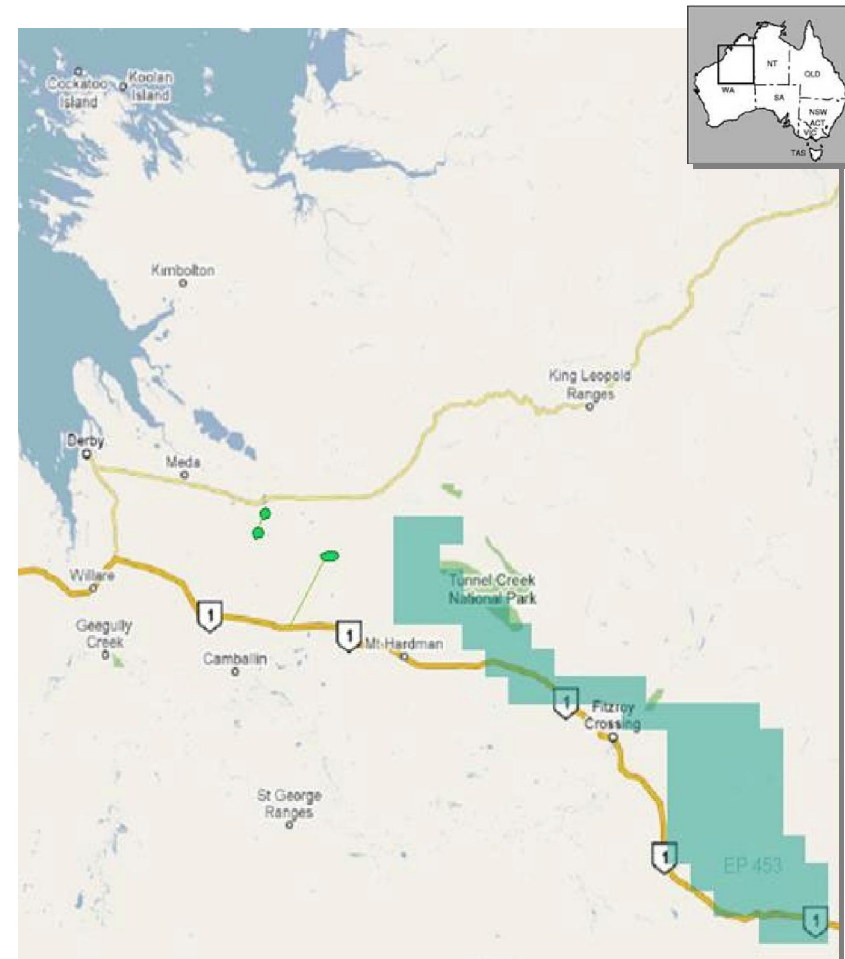 NT
QLD
WA
SA
NSW
ACT
VIC
TAS
Cockatoo
Island
Koolan
Island
Kimbolton
King Leopold
Ranges
Derby
Meda
Tunnel Creek
National Park
Willare
1
1
Geegully
Creek
Mt-Hardman
Camballin
1
Fitzroy
Crossing
St George
Ranges
1
EP 453
1